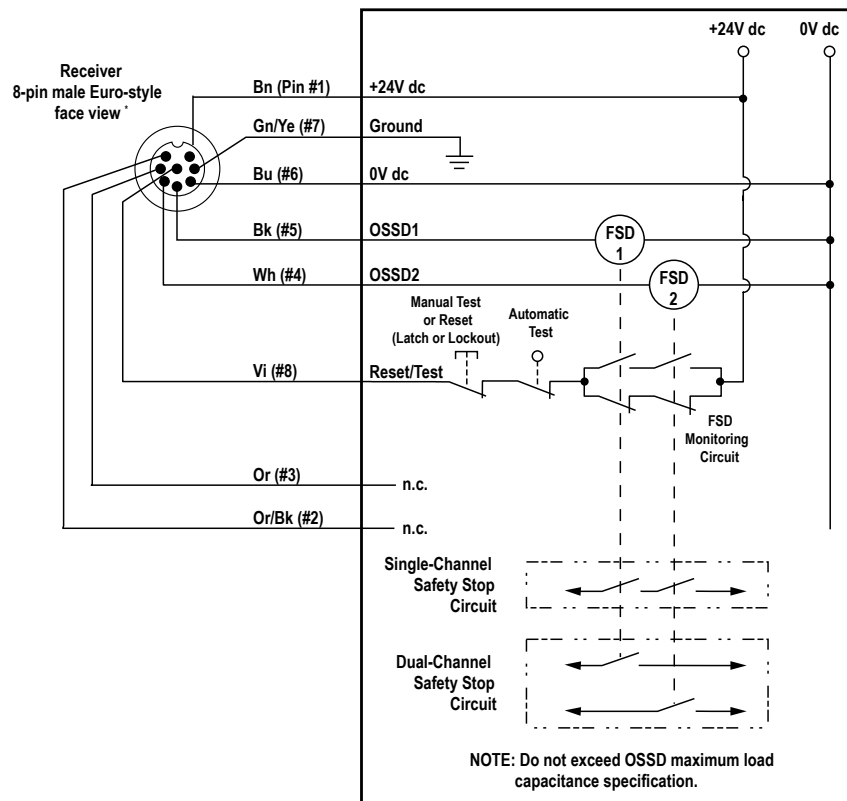 +24V dc 0V dc
Receiver
8-pin male Euro-style
face view *
Bn (Pin #1) +24V dc
Gn/Ye (#7) Ground
Bu (#6) 0V dc
Bk (#5) OSSD1
FSD
1
Wh (#4) OSSD2
FSD
2
Manual Test
or Reset
(Latch or Lockout)
Automatic
Test
Vi (#8) Reset/Test
FSD
Monitoring
Circuit
Or (#3) n.c.
Or/Bk (#2) n.c.
Single-Channel
Safety Stop
Circuit
Dual-Channel
Safety Stop
Circuit
NOTE: Do not exceed OSSD maximum load
capacitance specification.